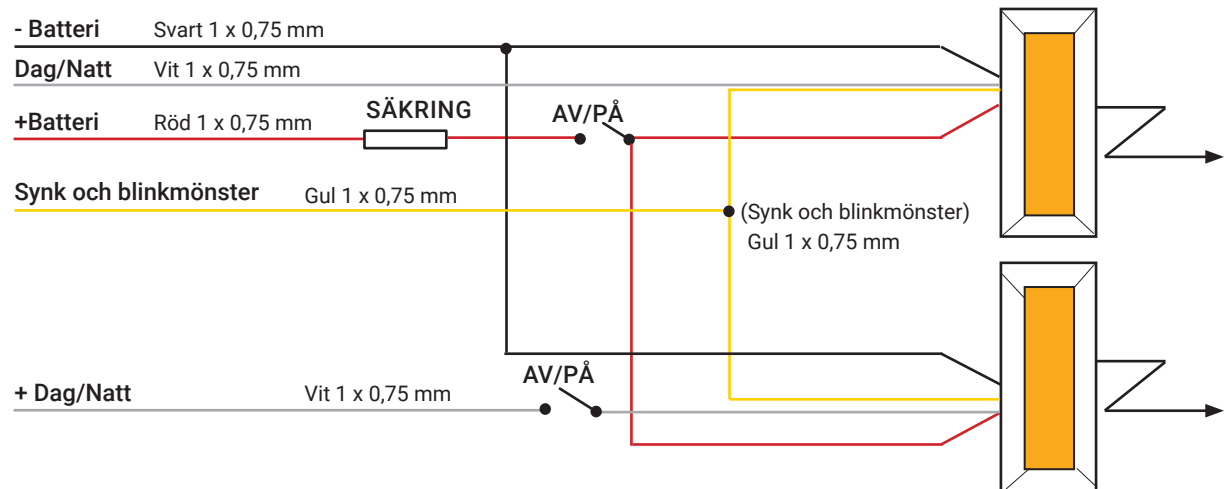 - Batteri Svart 1 x 0,75 mm
Dag/Natt Vit 1 x 0,75 mm
+Batteri Röd 1 x 0,75 mm
SÄKRING
AV/PÅ
Synk och blinkmönster Gul 1 x 0,75 mm
(Synk och blinkmönster)
Gul 1 x 0,75 mm
+ Dag/Natt Vit 1 x 0,75 mm
AV/PÅ